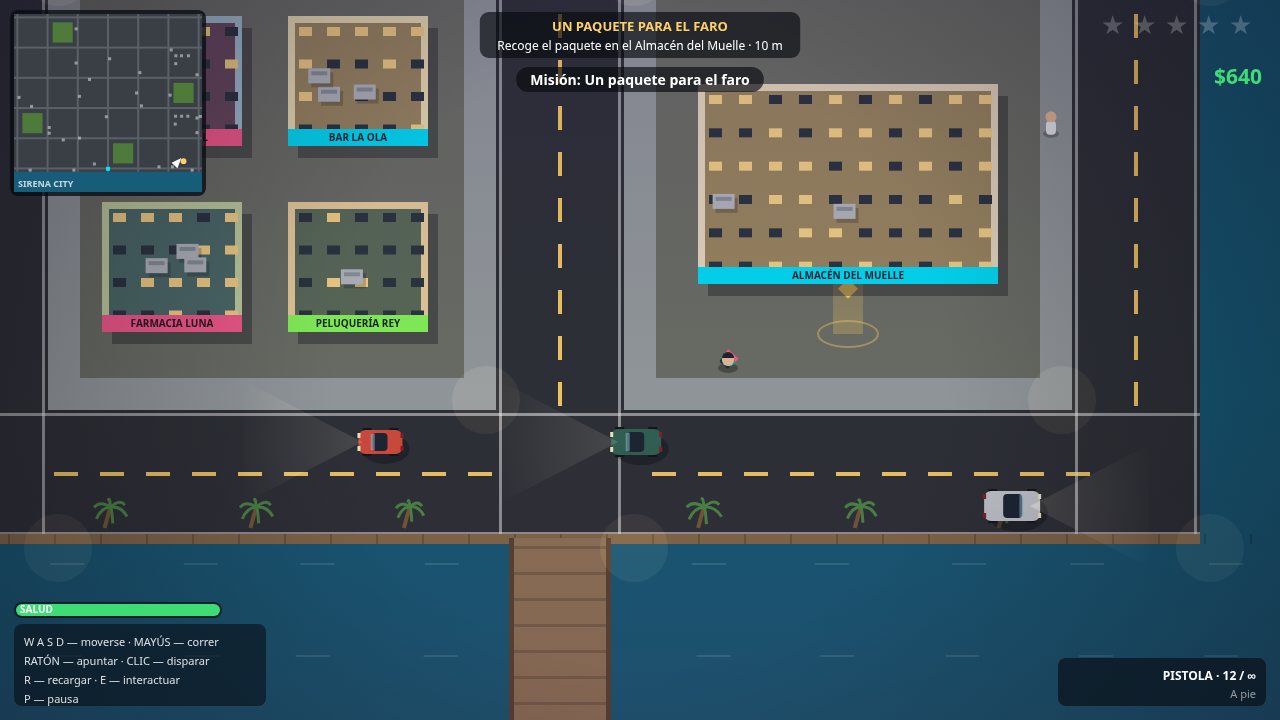 UN PAQUETE PARA EL FARO
Recoge el paquete en el Almacén del Muelle · 10 m
Misión: Un paquete para el faro
$640
BAR LA OLA
SIRENA CITY
ALMACÉN DEL MUELLE
FARMACIA LUNA
PELUQUERÍA REY
SALUD
W A S D — moverse · MAYÚS — correr
RATÓN — apuntar · CLIC — disparar
R — recargar · E — interactuar
P — pausa
PISTOLA · 12 / ∞
A pie